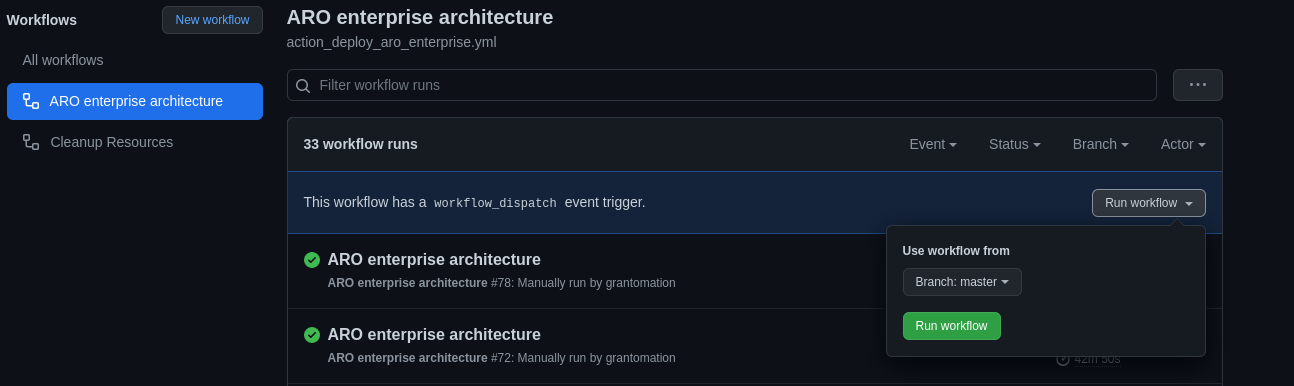 Workflows
New workflow
All workflows
ARO enterprise architecture
Cleanup Resources
ARO enterprise architecture
action_deploy_aro_enterprise.yml
Filter workflow runs
33 workflow runs
Event
Status
Branch
Actor
This workflow has a workflow_dispatch event trigger.
Run workflow
Use workflow from
Branch: master
Run workflow
ARO enterprise architecture
ARO enterprise architecture #78: Manually run by grantomation
ARO enterprise architecture
ARO enterprise architecture #72: Manually run by grantomation
42m 50s